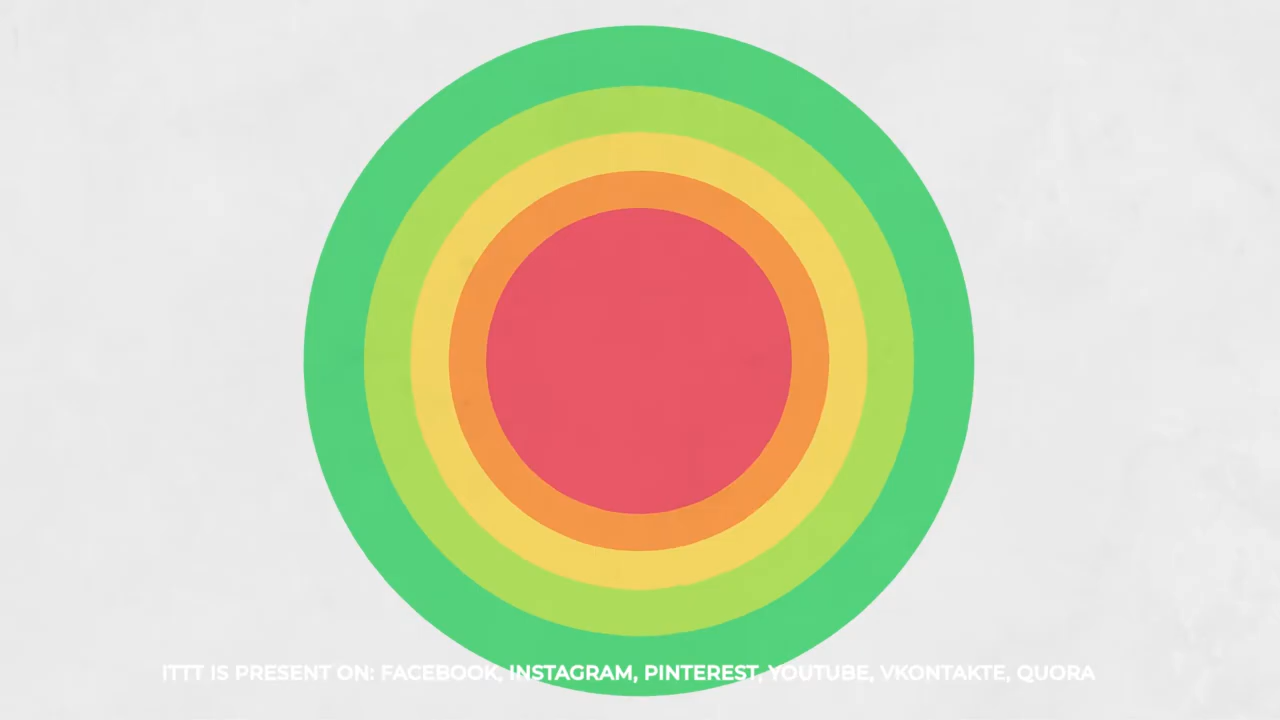 ITTT IS PRESENT ON: FACEBOOK, INSTAGRAM, PINTEREST, YOUTUBE, VKONTAKTE, QUORA